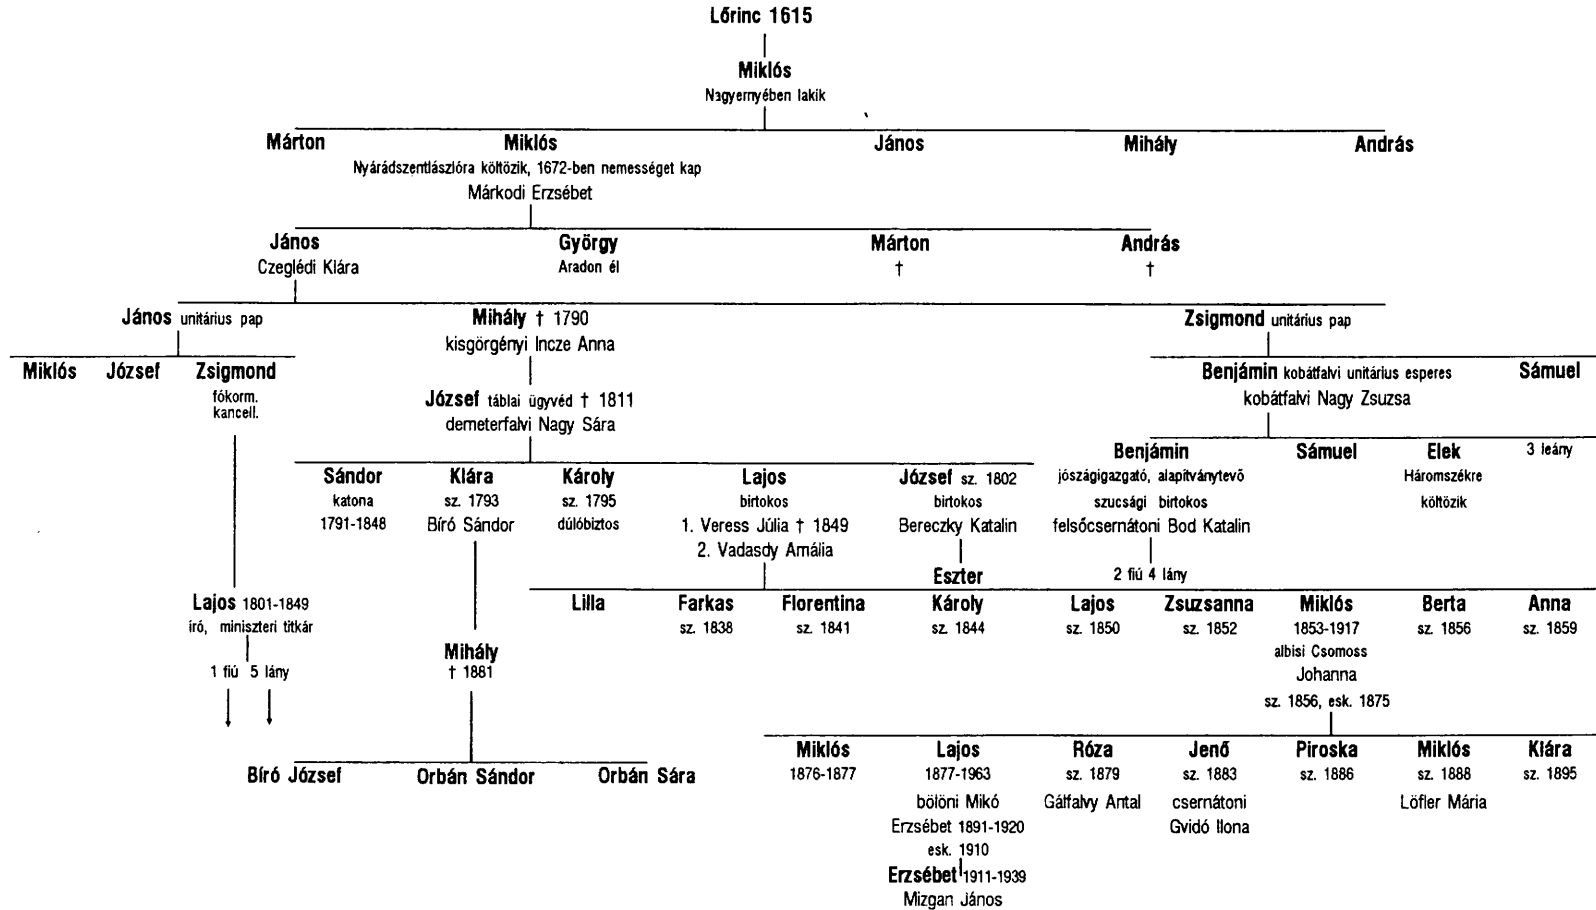 Lőrinc 1615
Miklós
Nagyernyében lakik
Márton Miklós János Mihály András
Nyárádszentlászlóra költözik, 1672-ben nemességet kap
Márkodi Erzsébet
János György Márton András
Czeglédi Klára Aradon él † †
János unitárius pap Mihály † 1790 Zsigmond unitárius pap
kisgörgényi Incze Anna
Miklós József Zsigmond Benjámin kobátfalvi unitárius esperes Sámuel
fókorm. József táblai ügyvéd † 1811 kobátfalvi Nagy Zsuzsa
kancell. demeterfalvi Nagy Sára
Benjámin Sámuel Elek 3 leány
Sándor Klára Károly Lajos József sz. 1802 jószágigazgató, alapítványtevő Háromszékre
katona sz. 1793 sz. 1795 birtokos birtokos szucsági birtokos költözik
1791-1848 Bíró Sándor dúlóbiztos 1. Veress Júlia † 1849 Bereczky Katalin felsőcsernátoni Bod Katalin
2. Vadasdy Amália
Eszter 2 fiú 4 lány
Lajos 1801-1849 Lilla Farkas Florentina Károly Lajos Zsuzsanna Miklós Berta Anna
író, miniszteri titkár sz. 1838 sz. 1841 sz. 1844 sz. 1850 sz. 1852 1853-1917 sz. 1856 sz. 1859
Mihály albisi Csomoss
1 fiú 5 lány † 1881 Johanna
sz. 1856, esk. 1875
Bíró József Orbán Sándor Orbán Sára
Miklós Lajos Róza Jenő Piroska Miklós Klára
1876-1877 1877-1963 sz. 1879 sz. 1883 sz. 1886 sz. 1888 sz. 1895
bölöni Mikó Gálfalvy Antal csernátoni Löfler Mária
Erzsébet 1891-1920 Gvidó Ilona
esk. 1910
Erzsébet 1911-1939
Mizgan János